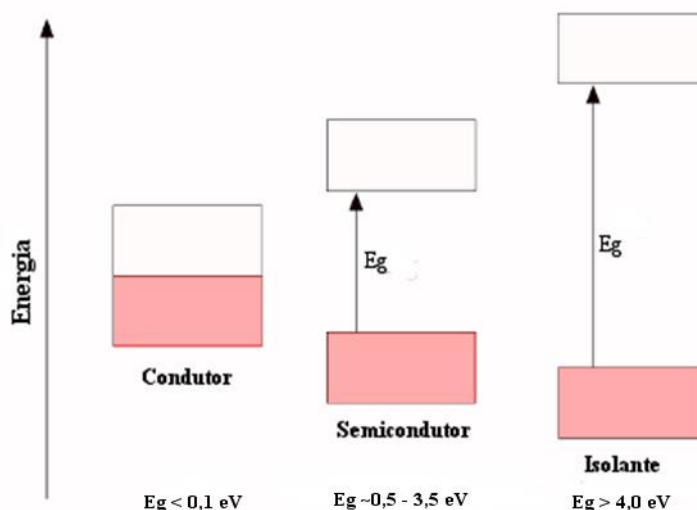 Energia
Eg
Eg
Condutor
Semicondutor
Isolante
Eg < 0,1 eV
Eg ~0,5 - 3,5 eV
Eg > 4,0 eV